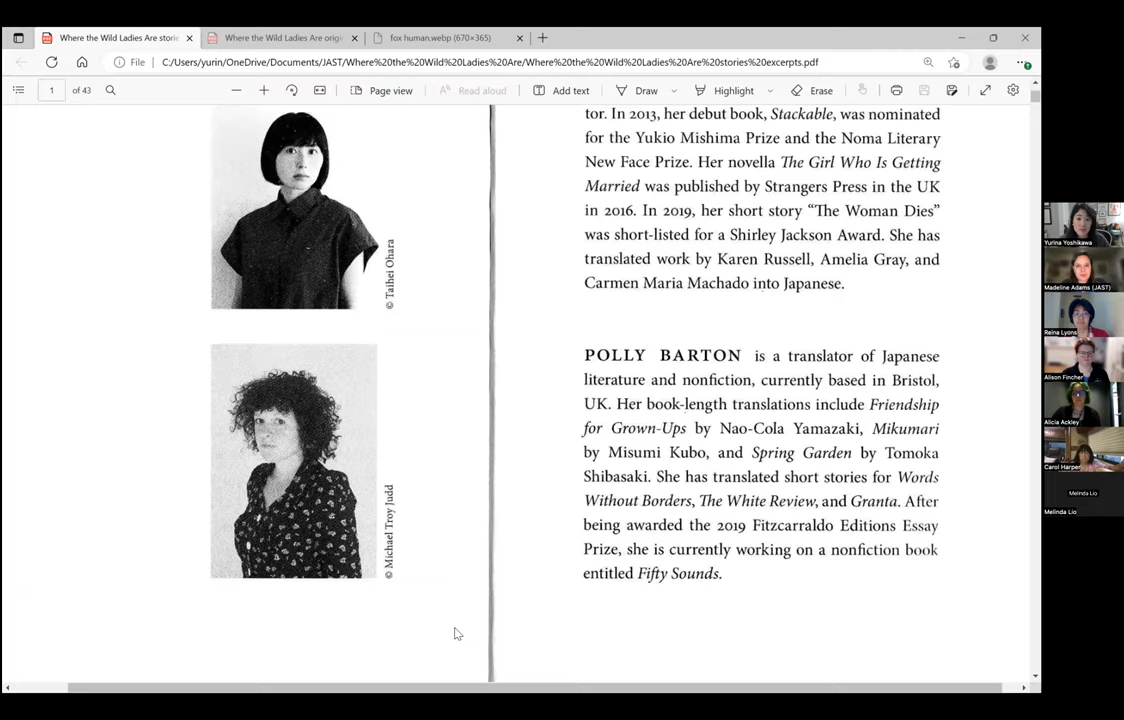 Where the Wild Ladies Are storie
Where the Wild Ladies Are origi
fox human.webp (670×365)
File
C:/Users/yurin/OneDrive/Documents/JAST/Where%20the%20Wild%20Ladies%20Are/Where%20the%20Wild%20Ladies%20Are%20stories%20excerpts.pdf
1 of 43
Page view
Read aloud
Add text
Draw
Highlight
Erase
© Taihei Ohara
© Michael Troy Judd
tor. In 2013, her debut book, Stackable, was nominated
for the Yukio Mishima Prize and the Noma Literary
New Face Prize. Her novella The Girl Who Is Getting
Married was published by Strangers Press in the UK
in 2016. In 2019, her short story “The Woman Dies”
was short-listed for a Shirley Jackson Award. She has
translated work by Karen Russell, Amelia Gray, and
Carmen Maria Machado into Japanese.
POLLY BARTON is a translator of Japanese
literature and nonfiction, currently based in Bristol,
UK. Her book-length translations include Friendship
for Grown-Ups by Nao-Cola Yamazaki, Mikumari
by Misumi Kubo, and Spring Garden by Tomoka
Shibasaki. She has translated short stories for Words
Without Borders, The White Review, and Granta. After
being awarded the 2019 Fitzcarraldo Editions Essay
Prize, she is currently working on a nonfiction book
entitled Fifty Sounds.
Yurina Yoshikawa
Madeline Adams (JAST)
Reina Lyons
Alison Fincher
Alicia Ackley
Carol Harper
Melinda Lio
Melinda Lio